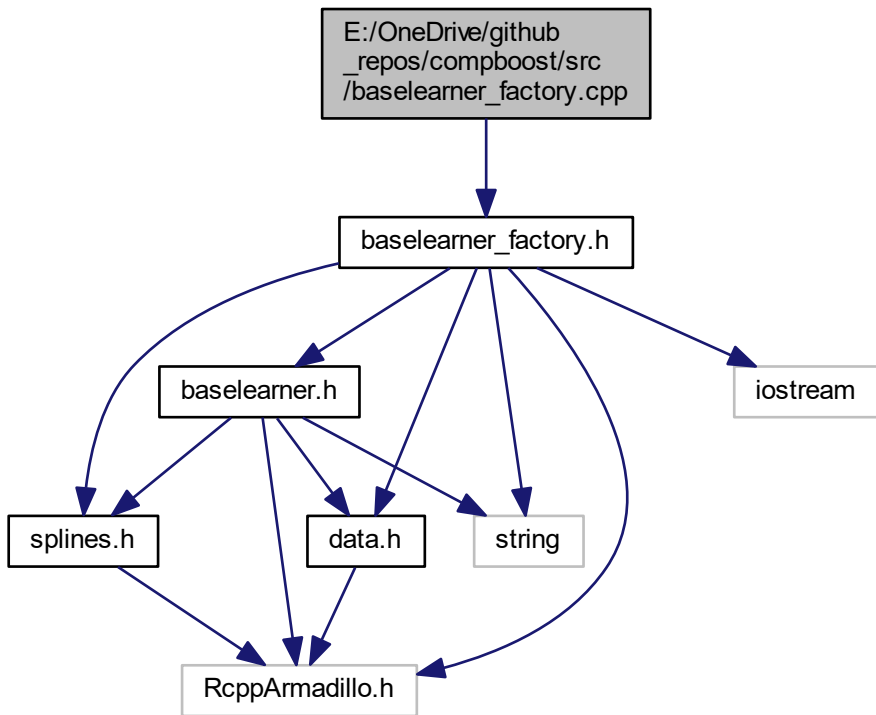 E:/OneDrive/github
_repos/compboost/src
/baselearner_factory.cpp
baselearner_factory.h
baselearner.h
iostream
splines.h
data.h
string
RcppArmadillo.h